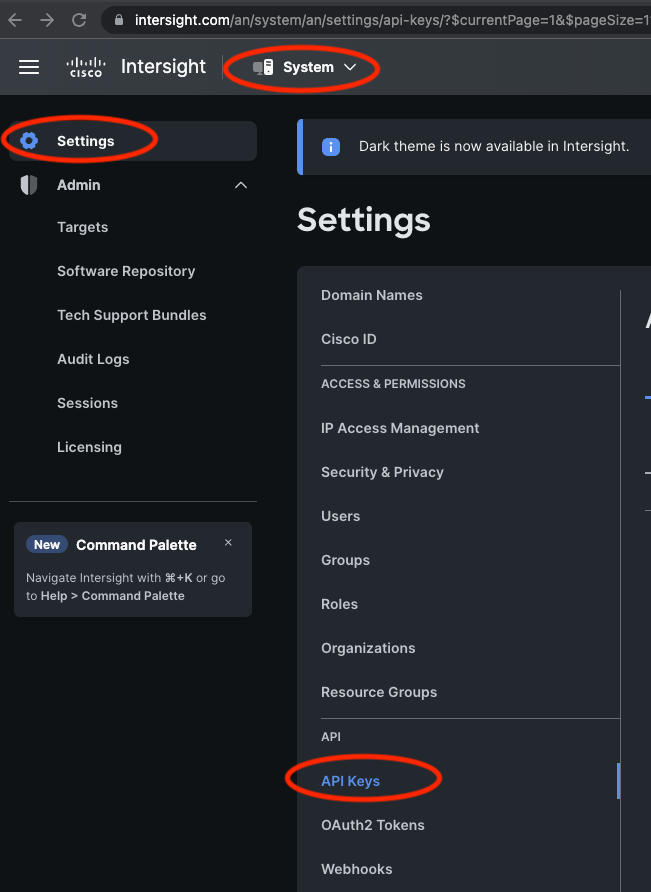 intersight.com/an/system/an/settings/api-keys/?$currentPage=1&$pageSize=1
CISCO Intersight System
Settings
Admin
Targets
Software Repository
Tech Support Bundles
Audit Logs
Sessions
Licensing
New Command Palette ×
Navigate Intersight with ⌘+K or go
to Help > Command Palette
Dark theme is now available in Intersight.
Settings
Domain Names
Cisco ID
ACCESS & PERMISSIONS
IP Access Management
Security & Privacy
Users
Groups
Roles
Organizations
Resource Groups
API
API Keys
OAuth2 Tokens
Webhooks